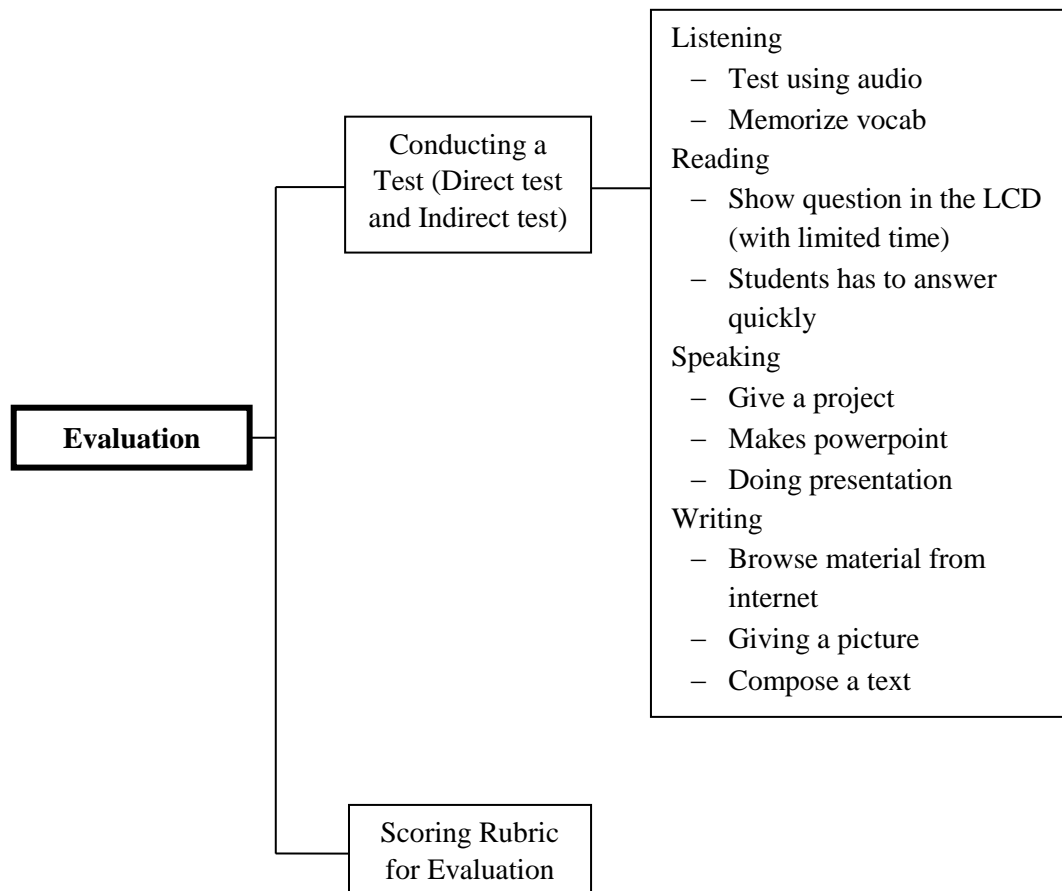 Evaluation
Conducting a
Test (Direct test
and Indirect test)
Listening
– Test using audio
– Memorize vocab
Reading
– Show question in the LCD
(with limited time)
– Students has to answer
quickly
Speaking
– Give a project
– Makes powerpoint
– Doing presentation
Writing
– Browse material from
internet
– Giving a picture
– Compose a text
Scoring Rubric
for Evaluation